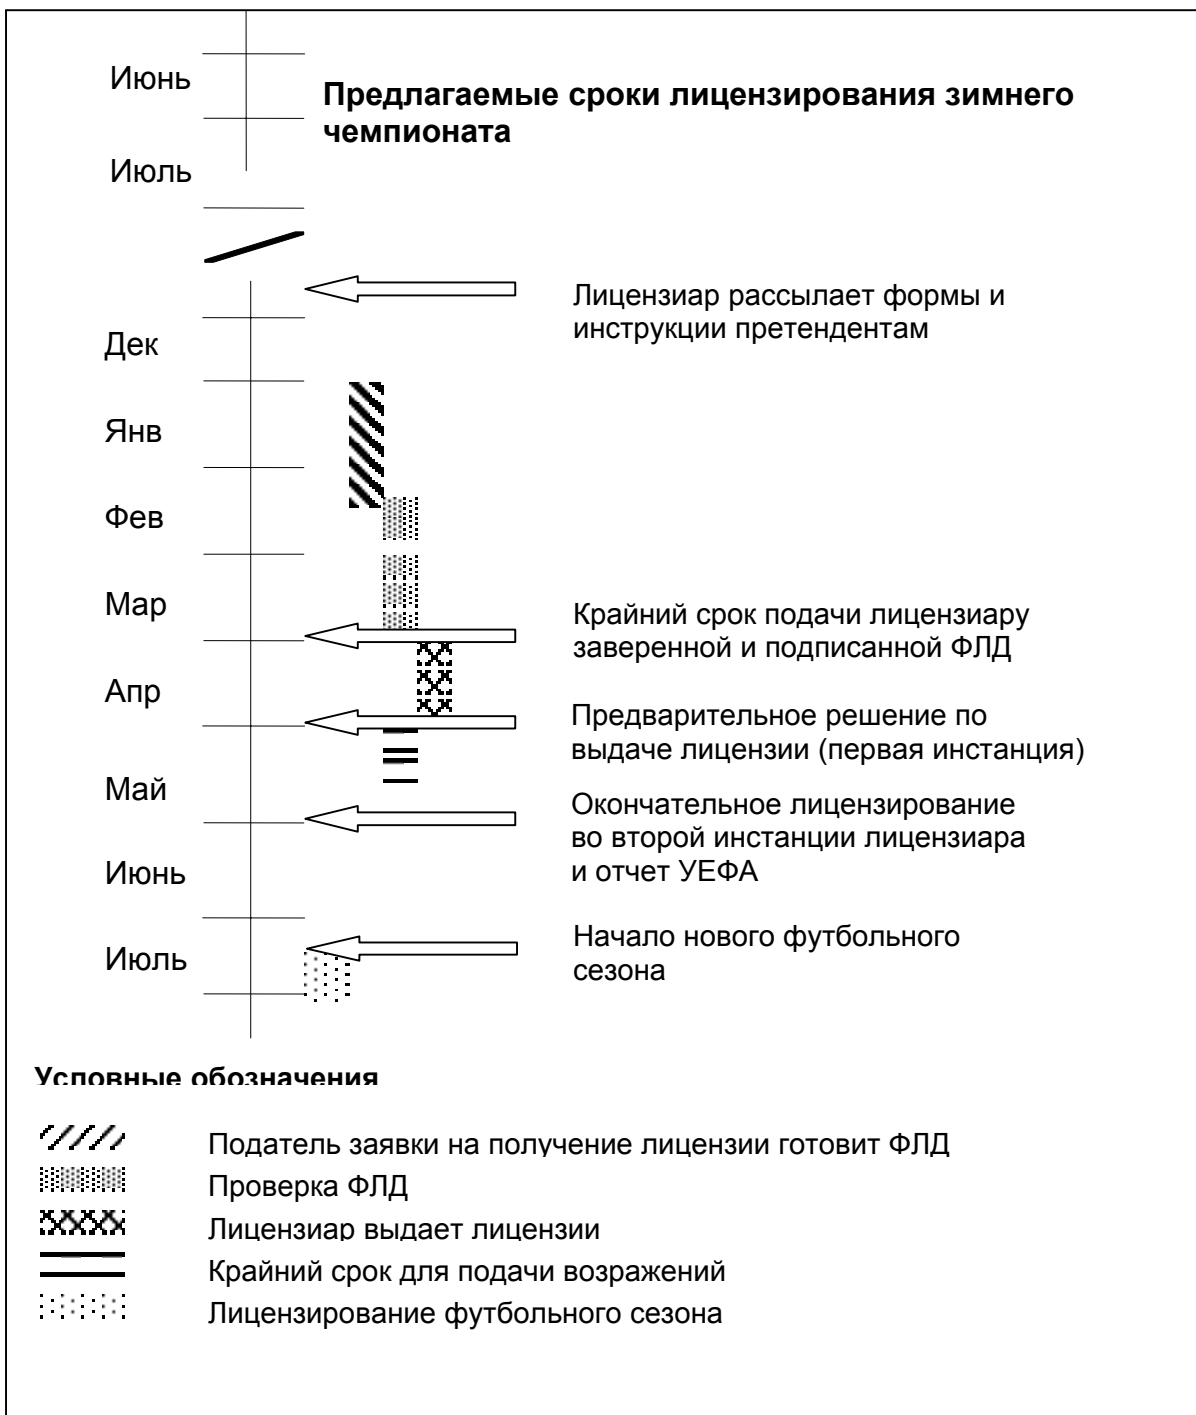 Июнь
Предлагаемые сроки лицензирования зимнего
чемпионата
Июль
Лицензиар рассылает формы и
инструкции претендентам
Дек
Янв
Фев
Мар
Крайний срок подачи лицензиару
заверенной и подписанной ФЛД
Апр
Предварительное решение по
выдаче лицензии (первая инстанция)
Май
Окончательное лицензирование
во второй инстанции лицензиара
и отчет УЕФА
Июнь
Начало нового футбольного
сезона
Июль
Условные обозначения
Податель заявки на получение лицензии готовит ФЛД
Проверка ФЛД
Лицензиар выдает лицензии
Крайний срок для подачи возражений
Лицензирование футбольного сезона